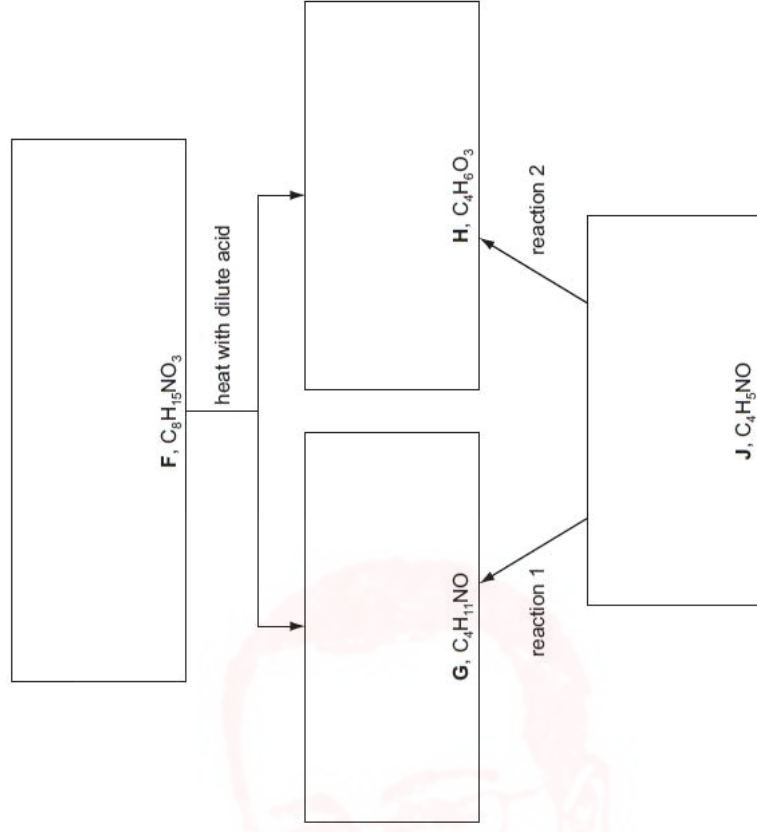 F, C₈H₁₅NO₃
heat with dilute acid
G, C₄H₁₁NO
H, C₄H₆O₃
reaction 1
reaction 2
J, C₄H₅NO